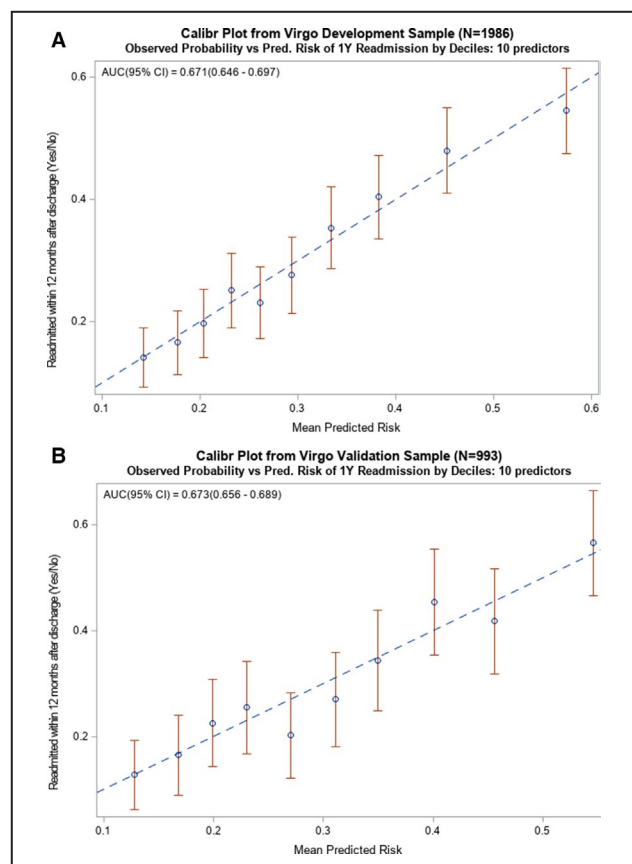 A
Calibr Plot from Virgo Development Sample (N=1986)
Observed Probability vs Pred. Risk of 1Y Readmission by Deciles: 10 predictors
AUC(95% CI) = 0.671(0.646 - 0.697)
Readmitted within 12 months after discharge (Yes/No)
0.6
0.4
0.2
0.1 0.2 0.3 0.4 0.5 0.6
Mean Predicted Risk
B
Calibr Plot from Virgo Validation Sample (N=993)
Observed Probability vs Pred. Risk of 1Y Readmission by Deciles: 10 predictors
AUC(95% CI) = 0.673(0.656 - 0.689)
Readmitted within 12 months after discharge (Yes/No)
0.6
0.4
0.2
0.1 0.2 0.3 0.4 0.5
Mean Predicted Risk